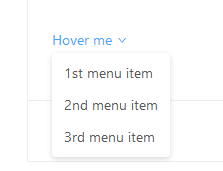 Hover me
1st menu item
2nd menu item
3rd menu item